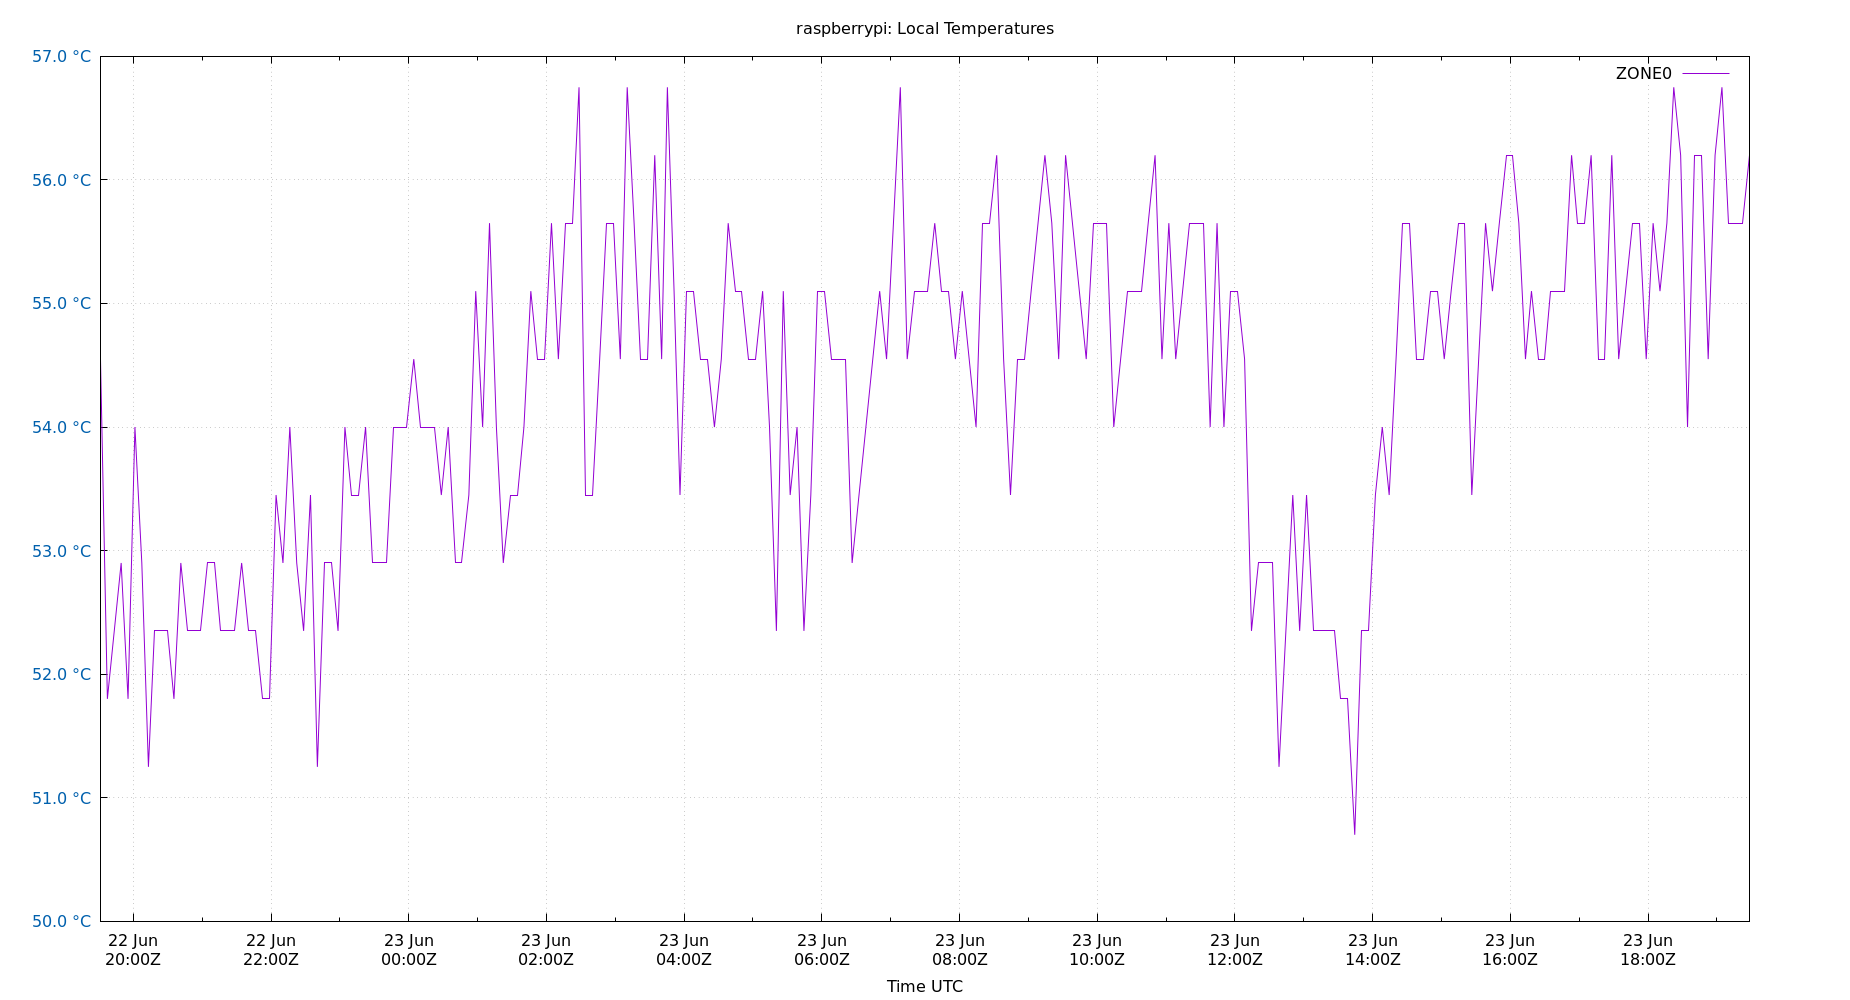 raspberrypi: Local Temperatures
57.0 °C
ZONE0
56.0 °C
55.0 °C
54.0 °C
53.0 °C
52.0 °C
51.0 °C
50.0 °C
22 Jun 22 Jun 23 Jun 23 Jun 23 Jun 23 Jun 23 Jun 23 Jun 23 Jun 23 Jun 23 Jun 23 Jun
20:00Z 22:00Z 00:00Z 02:00Z 04:00Z 06:00Z 08:00Z 10:00Z 12:00Z 14:00Z 16:00Z 18:00Z
Time UTC